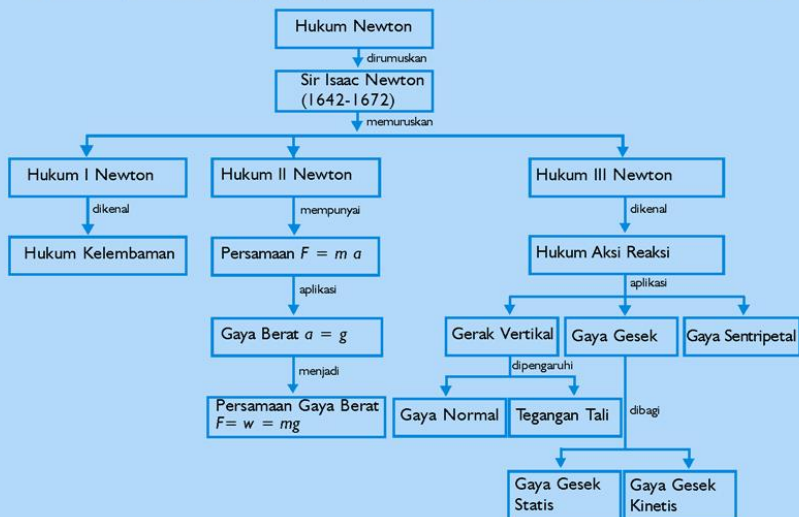 Hukum Newton
dirumuskan
Sir Isaac Newton
(1642-1672)
memuruskan
Hukum I Newton
Hukum II Newton
Hukum III Newton
dikenal
mempunyai
dikenal
Hukum Kelembaman
Persamaan F = m a
Hukum Aksi Reaksi
aplikasi
aplikasi
Gaya Berat a = g
Gerak Vertikal
Gaya Gesek
Gaya Sentripetal
menjadi
dipengaruhi
Persamaan Gaya Berat
F= w = mg
Gaya Normal
Tegangan Tali
dibagi
Gaya Gesek
Statis
Gaya Gesek
Kinetis